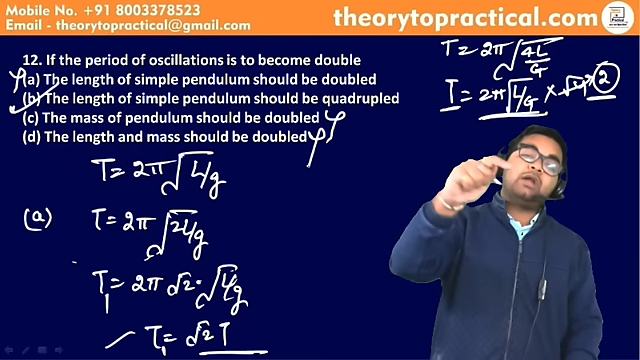 Mobile No. +91 8003378523
Email - theorytopractical@gmail.com
theorytopractical.com
12. If the period of oscillations is to become double
(a) The length of simple pendulum should be doubled
(b) The length of simple pendulum should be quadrupled
(c) The mass of pendulum should be doubled
(d) The length and mass should be doubled
T = 2π √4L/G
T = 2π √L/G × √4 2
T = 2π √L/g
(a) T = 2π √2L/g
T₁ = 2π √2 · √L/g
T₁ = √2 T